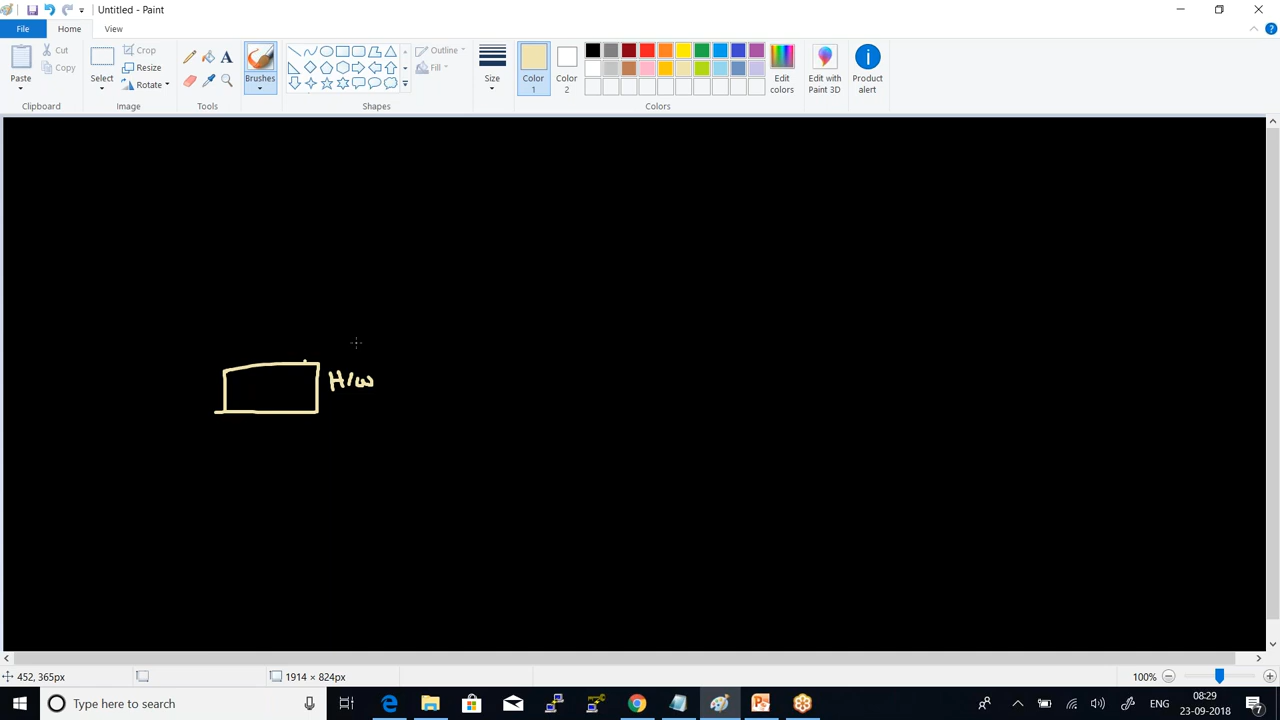 Untitled - Paint
File
Home
View
Paste
Cut
Copy
Clipboard
Select
Crop
Resize
Rotate
Image
Tools
Brushes
Outline
Fill
Shapes
Size
Color
1
Color
2
Edit
colors
Colors
Edit with
Paint 3D
Product
alert
H/W
452, 365px
1914 × 824px
100%
Type here to search
ENG
08:29
23-09-2018
7